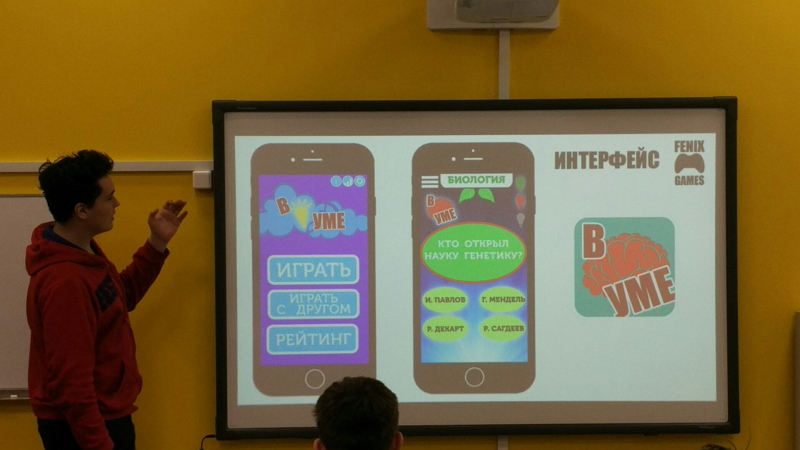 В УМЕ
ИГРАТЬ
ИГРАТЬ
С ДРУГОМ
РЕЙТИНГ
БИОЛОГИЯ
В
УМЕ
КТО ОТКРЫЛ
НАУКУ ГЕНЕТИКУ?
И. ПАВЛОВ
Г. МЕНДЕЛЬ
Р. ДЕКАРТ
Р. САГДЕЕВ
ИНТЕРФЕЙС
FENIX
GAMES
В
УМЕ